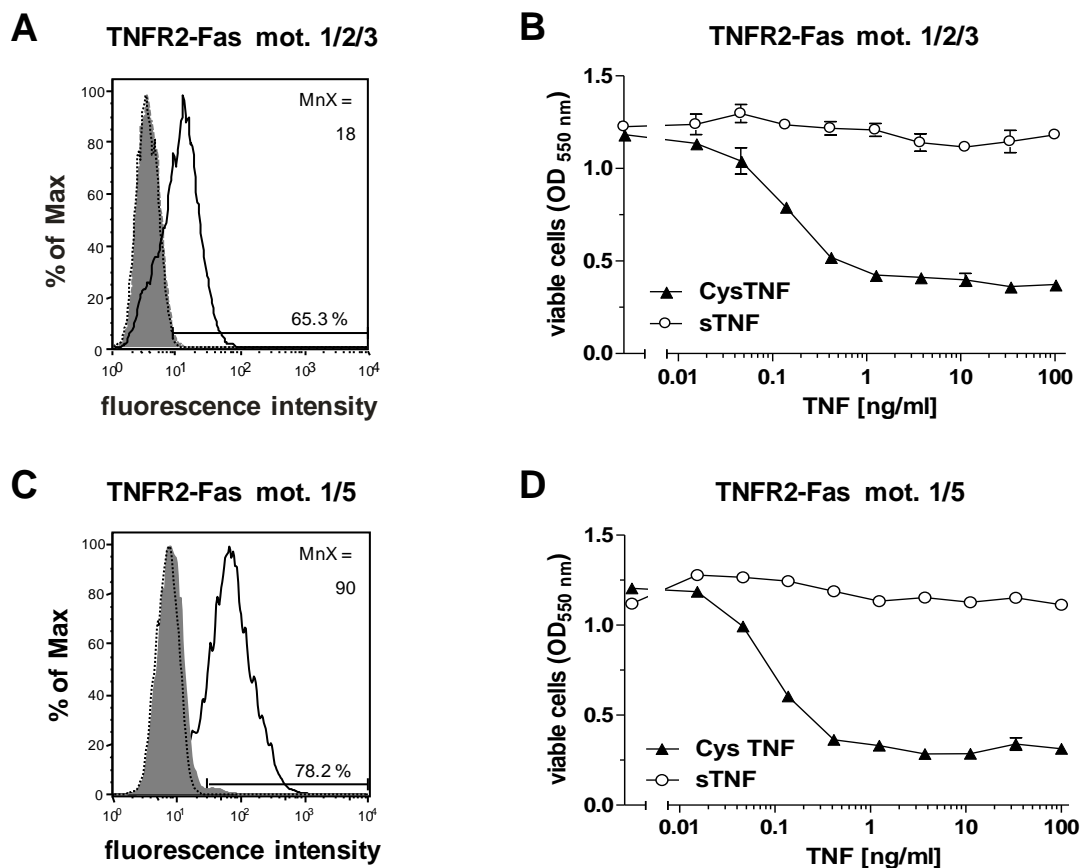 A
TNFR2-Fas mot. 1/2/3
MnX =
18
65.3 %
100
80
60
40
20
0
10⁰
10¹
10²
10³
10⁴
% of Max
fluorescence intensity
B
TNFR2-Fas mot. 1/2/3
1.5
1.0
0.5
0.0
viable cells (OD 550 nm)
CysTNF
sTNF
0.01
0.1
1
10
100
TNF [ng/ml]
C
TNFR2-Fas mot. 1/5
MnX =
90
78.2 %
100
80
60
40
20
0
10⁰
10¹
10²
10³
10⁴
% of Max
fluorescence intensity
D
TNFR2-Fas mot. 1/5
1.5
1.0
0.5
0.0
viable cells (OD550 nm)
Cys TNF
sTNF
0.01
0.1
1
10
100
TNF [ng/ml]